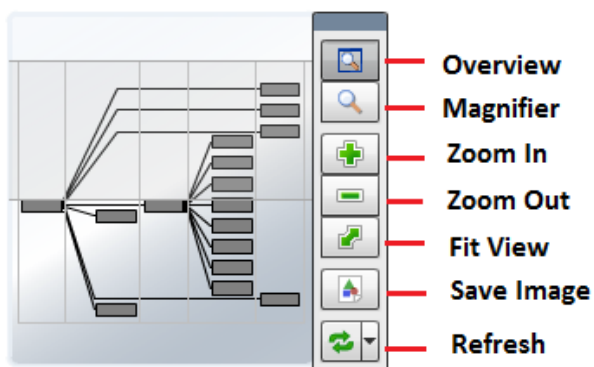 Overview
Magnifier
Zoom In
Zoom Out
Fit View
Save Image
Refresh